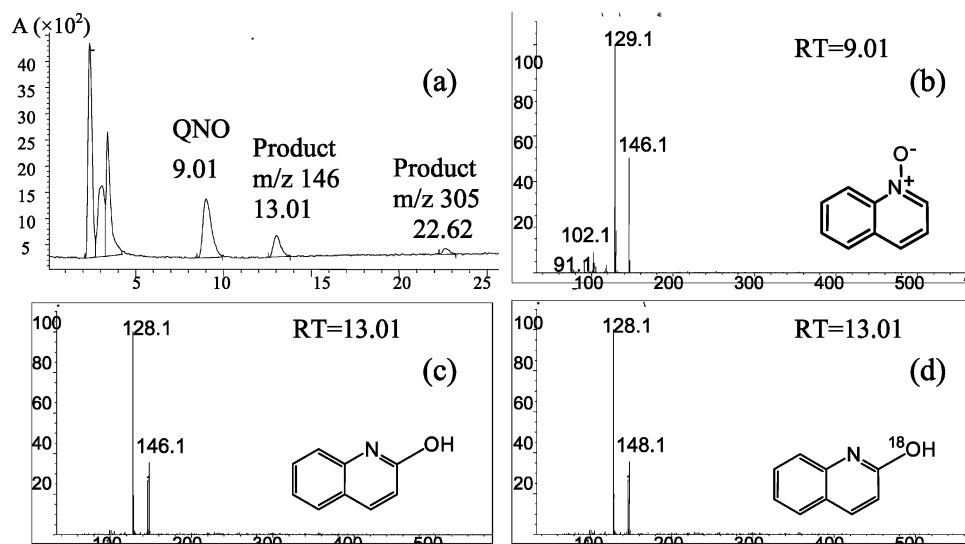 A (×10²)
40
35
30
25
20
15
10
5
5
10
15
20
25
(a)
QNO
9.01
Product
m/z 146
13.01
Product
m/z 305
22.62
129.1
RT=9.01
100
(b)
80
60
146.1
O-
N+
40
20
102.1
91.1
100
200
300
400
500
100
128.1
RT=13.01
80
(c)
60
146.1
N
OH
40
20
100
200
300
400
500
100
128.1
RT=13.01
80
(d)
60
148.1
N
¹⁸OH
40
20
100
200
300
400
500